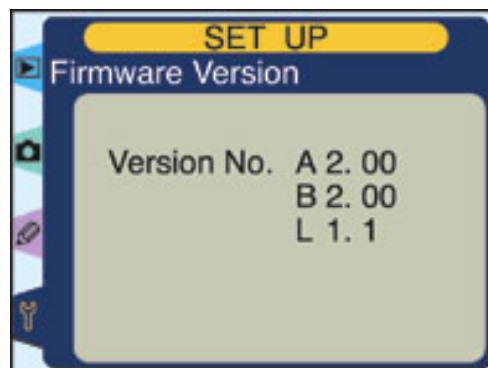 SET UP
Firmware Version
Version No. A 2. 00
B 2. 00
L 1. 1